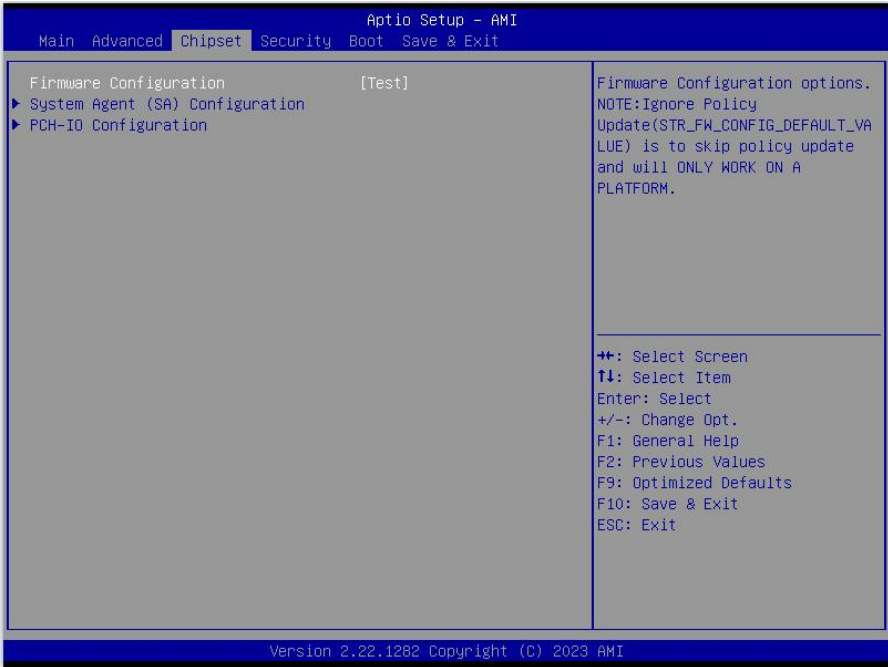 Aptio Setup - AMI
Main Advanced Chipset Security Boot Save & Exit
Firmware Configuration [Test]
System Agent (SA) Configuration
PCH-IO Configuration
Firmware Configuration options.
NOTE:Ignore Policy
Update(STR_FW_CONFIG_DEFAULT_VA
LUE) is to skip policy update
and will ONLY WORK ON A
PLATFORM.
→←: Select Screen
↑↓: Select Item
Enter: Select
+/-: Change Opt.
F1: General Help
F2: Previous Values
F9: Optimized Defaults
F10: Save & Exit
ESC: Exit
Version 2.22.1282 Copyright (C) 2023 AMI